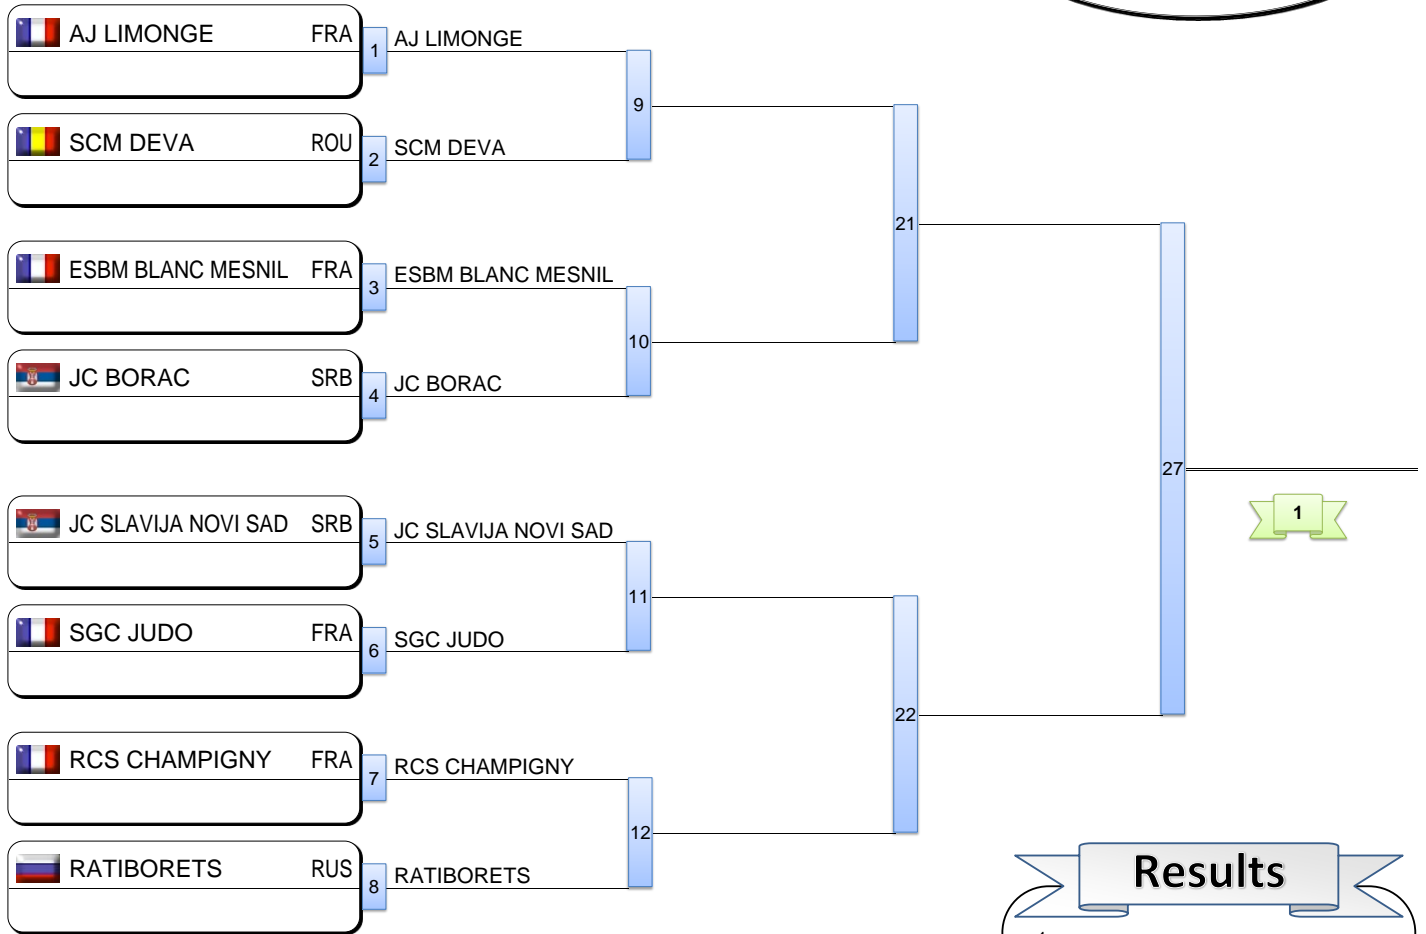 AJ LIMONGE FRA
1 AJ LIMONGE
9
SCM DEVA ROU
2 SCM DEVA
21
ESBM BLANC MESNIL FRA
3 ESBM BLANC MESNIL
10
JC BORAC SRB
4 JC BORAC
27
1
JC SLAVIJA NOVI SAD SRB
5 JC SLAVIJA NOVI SAD
11
SGC JUDO FRA
6 SGC JUDO
22
RCS CHAMPIGNY FRA
7 RCS CHAMPIGNY
12
RATIBORETS RUS
8 RATIBORETS
Results